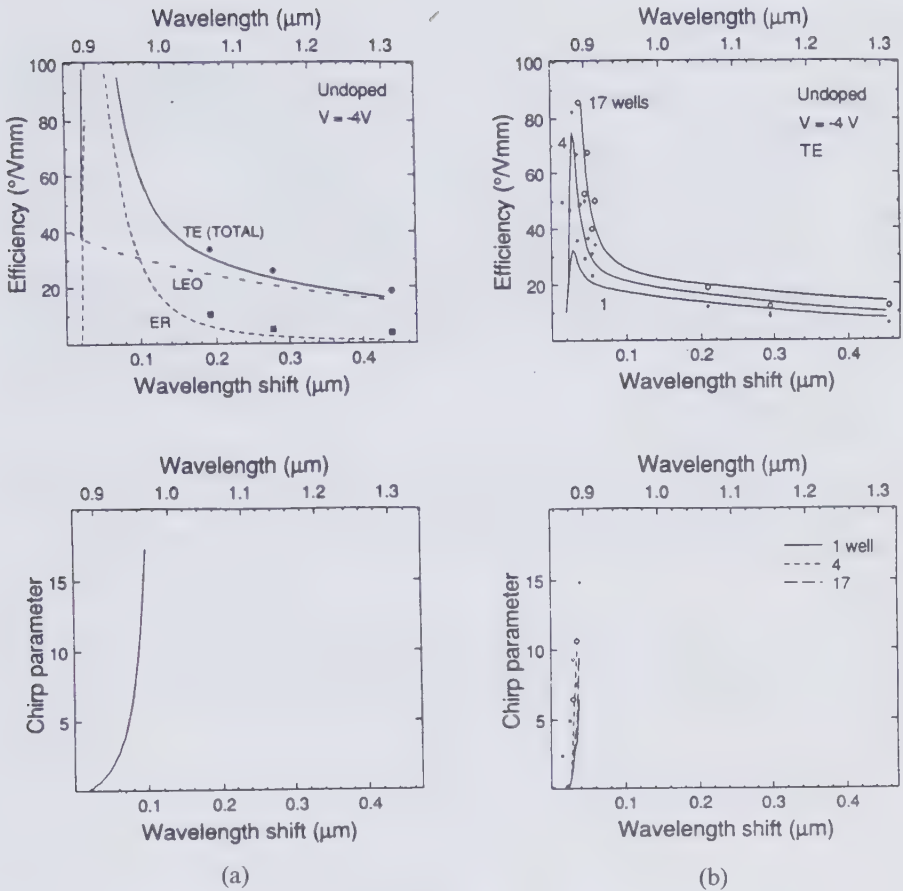 Wavelength (μm)
0.9 1.0 1.1 1.2 1.3
100
80
60
40
20
Efficiency (°/Vmm)
Undoped
V = -4V
TE (TOTAL)
LEO
ER
0.1 0.2 0.3 0.4
Wavelength shift (μm)
Wavelength (μm)
0.9 1.0 1.1 1.2 1.3
100
80
60
40
20
Efficiency (°/Vmm)
17 wells
4
1
Undoped
V = -4 V
TE
0.1 0.2 0.3 0.4
Wavelength shift (μm)
Wavelength (μm)
0.9 1.0 1.1 1.2 1.3
15
10
5
Chirp parameter
0.1 0.2 0.3 0.4
Wavelength shift (μm)
(a)
Wavelength (μm)
0.9 1.0 1.1 1.2 1.3
1 well
4
17
15
10
5
Chirp parameter
0.1 0.2 0.3 0.4
Wavelength shift (μm)
(b)